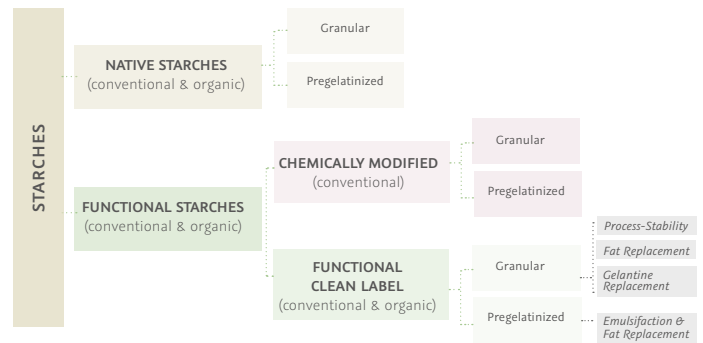 STARCHES
NATIVE STARCHES
(conventional & organic)
Granular
Pregelatinized
FUNCTIONAL STARCHES
(conventional & organic)
CHEMICALLY MODIFIED
(conventional)
Granular
Pregelatinized
FUNCTIONAL
CLEAN LABEL
(conventional & organic)
Granular
Process-Stability
Fat Replacement
Gelantine
Replacement
Pregelatinized
Emulsifaction &
Fat Replacement